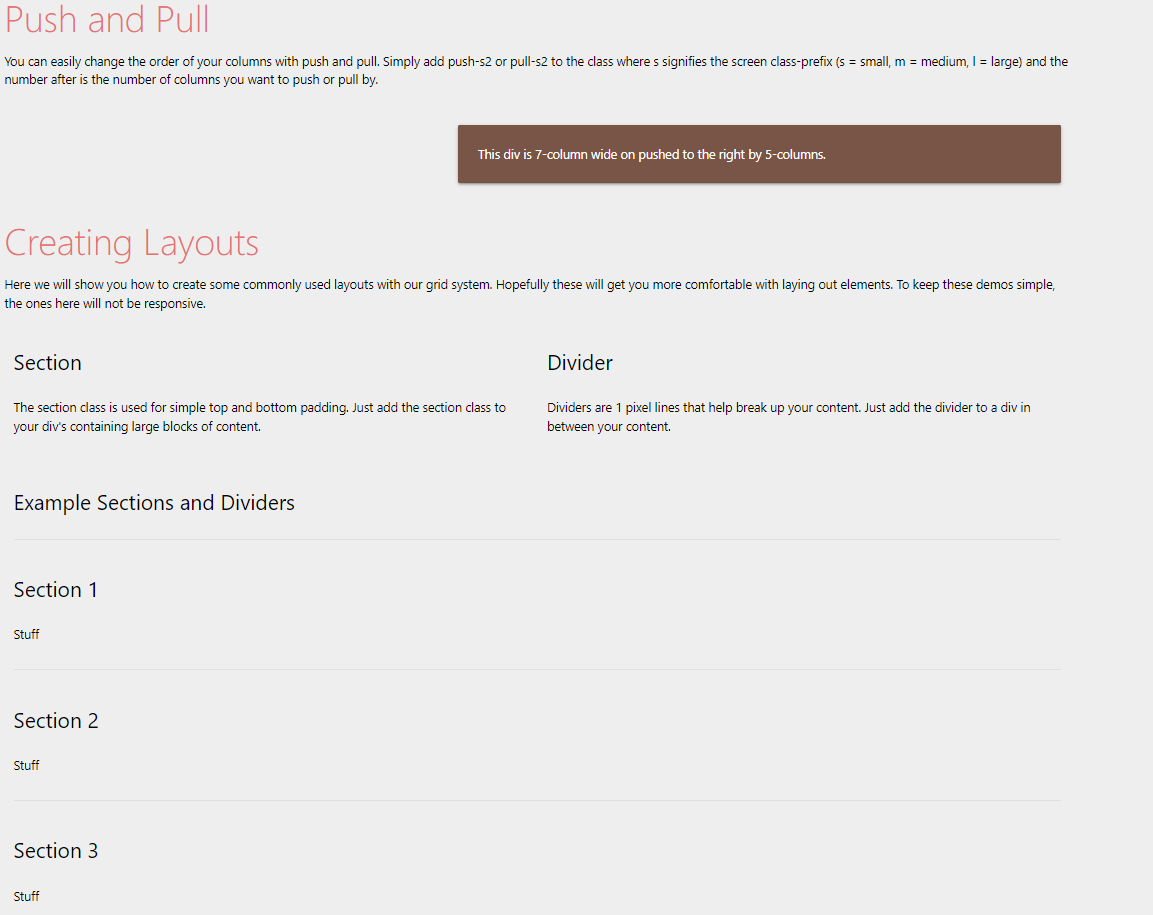 Push and Pull
You can easily change the order of your columns with push and pull. Simply add push-s2 or pull-s2 to the class where s signifies the screen class-prefix (s = small, m = medium, l = large) and the
number after is the number of columns you want to push or pull by.
This div is 7-column wide on pushed to the right by 5-columns.
Creating Layouts
Here we will show you how to create some commonly used layouts with our grid system. Hopefully these will get you more comfortable with laying out elements. To keep these demos simple,
the ones here will not be responsive.
Section
The section class is used for simple top and bottom padding. Just add the section class to
your div's containing large blocks of content.
Divider
Dividers are 1 pixel lines that help break up your content. Just add the divider to a div in
between your content.
Example Sections and Dividers
Section 1
Stuff
Section 2
Stuff
Section 3
Stuff